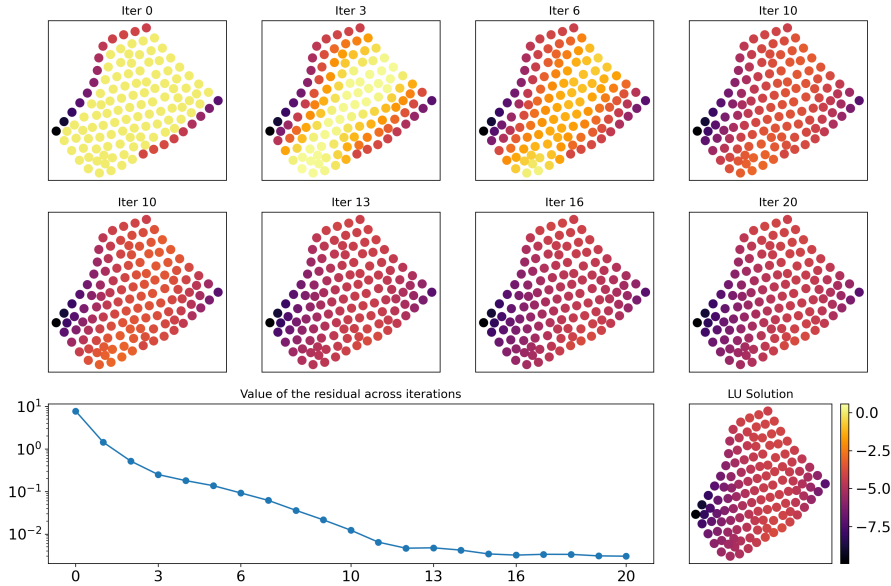 Iter 0
Iter 3
Iter 6
Iter 10
Iter 10
Iter 13
Iter 16
Iter 20
Value of the residual across iterations
LU Solution
10¹
10⁰
10⁻¹
10⁻²
0 3 6 10 13 16 20
0.0
−2.5
−5.0
−7.5